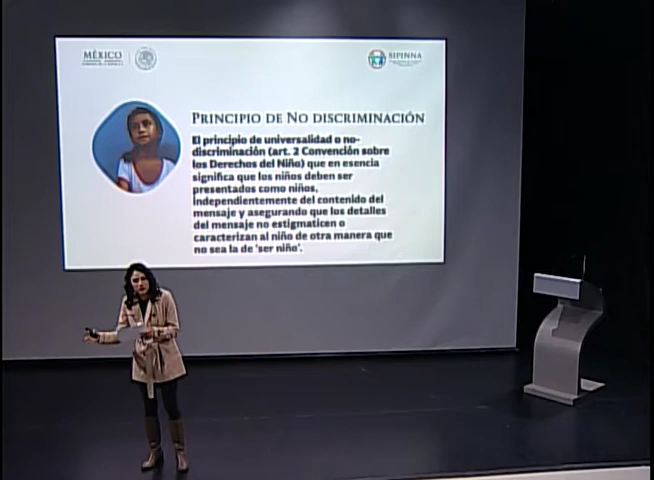 MÉXICO
SIPINNA
PRINCIPIO DE NO DISCRIMINACIÓN
El principio de universalidad o no-
discriminación (art. 2 Convención sobre
los Derechos del Niño) que en esencia
significa que los niños deben ser
presentados como niños,
independientemente del contenido del
mensaje y asegurando que los detalles
del mensaje no estigmaticen o
caracterizan al niño de otra manera que
no sea la de 'ser niño'.